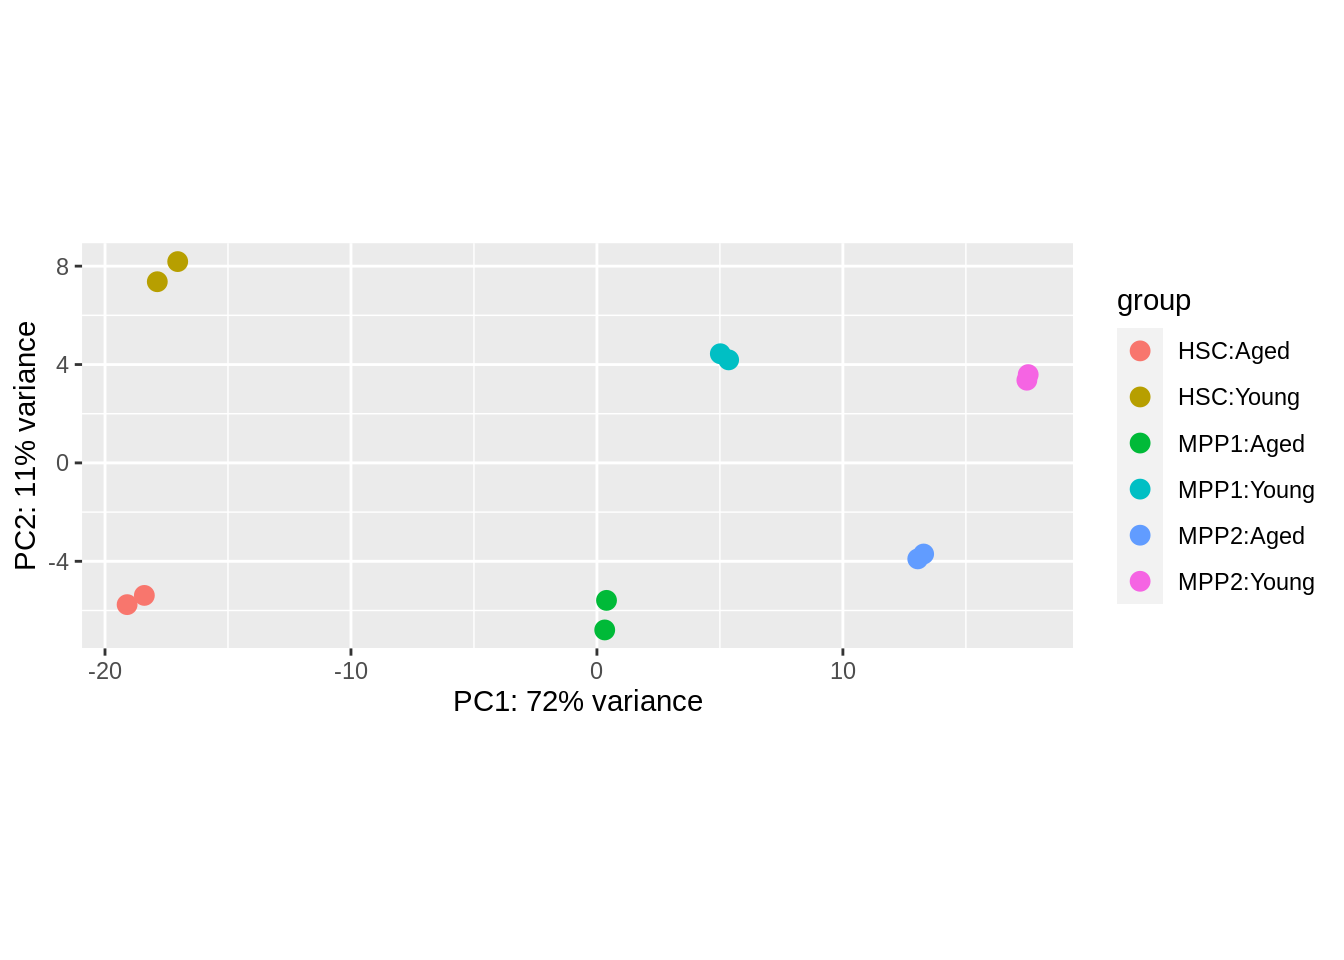 8
4
0
-4
PC2: 11% variance
-20
-10
0
10
PC1: 72% variance
group
HSC:Aged
HSC:Young
MPP1:Aged
MPP1:Young
MPP2:Aged
MPP2:Young